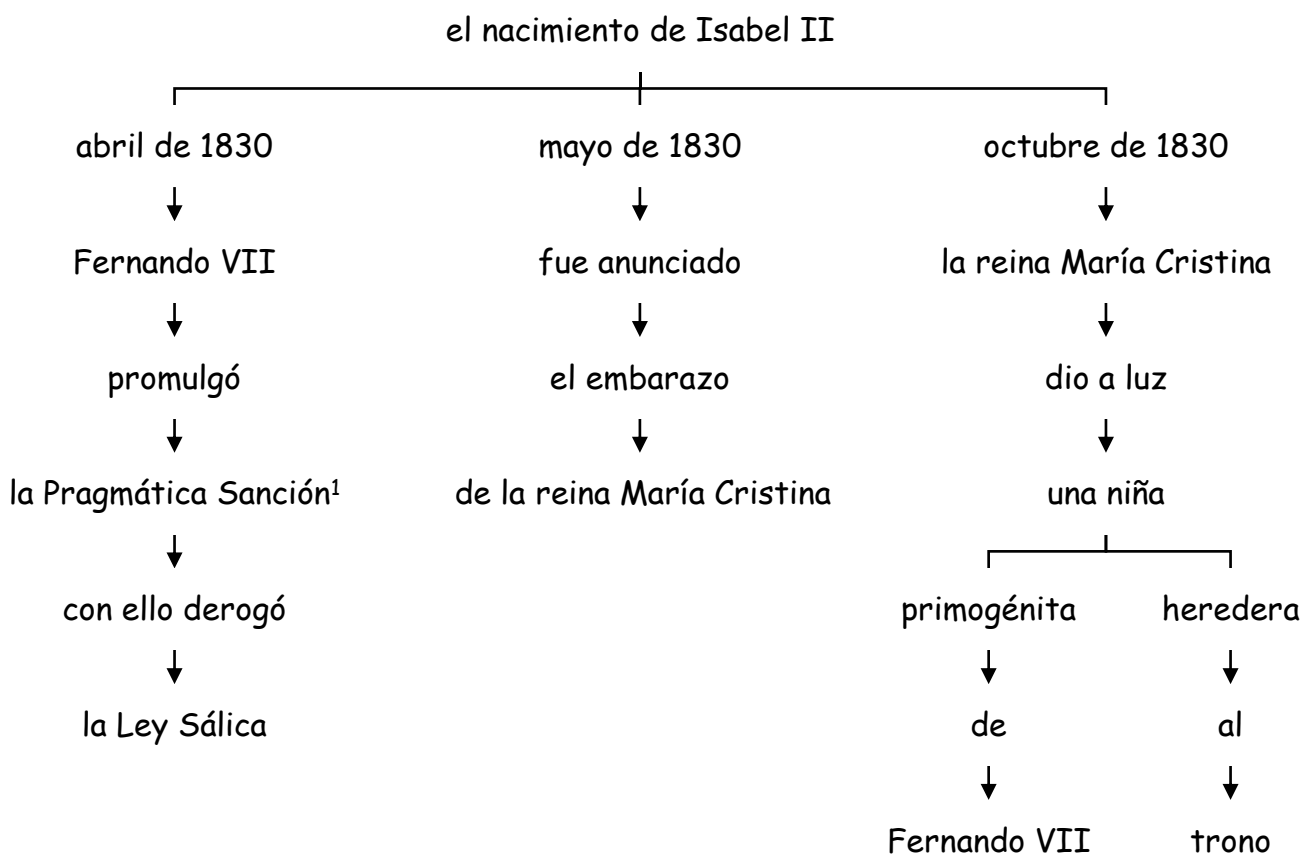 el nacimiento de Isabel II
abril de 1830
mayo de 1830
octubre de 1830
Fernando VII
fue anunciado
la reina María Cristina
promulgó
el embarazo
dio a luz
la Pragmática Sanción¹
de la reina María Cristina
una niña
con ello derogó
primogénita
heredera
la Ley Sálica
de
al
Fernando VII
trono